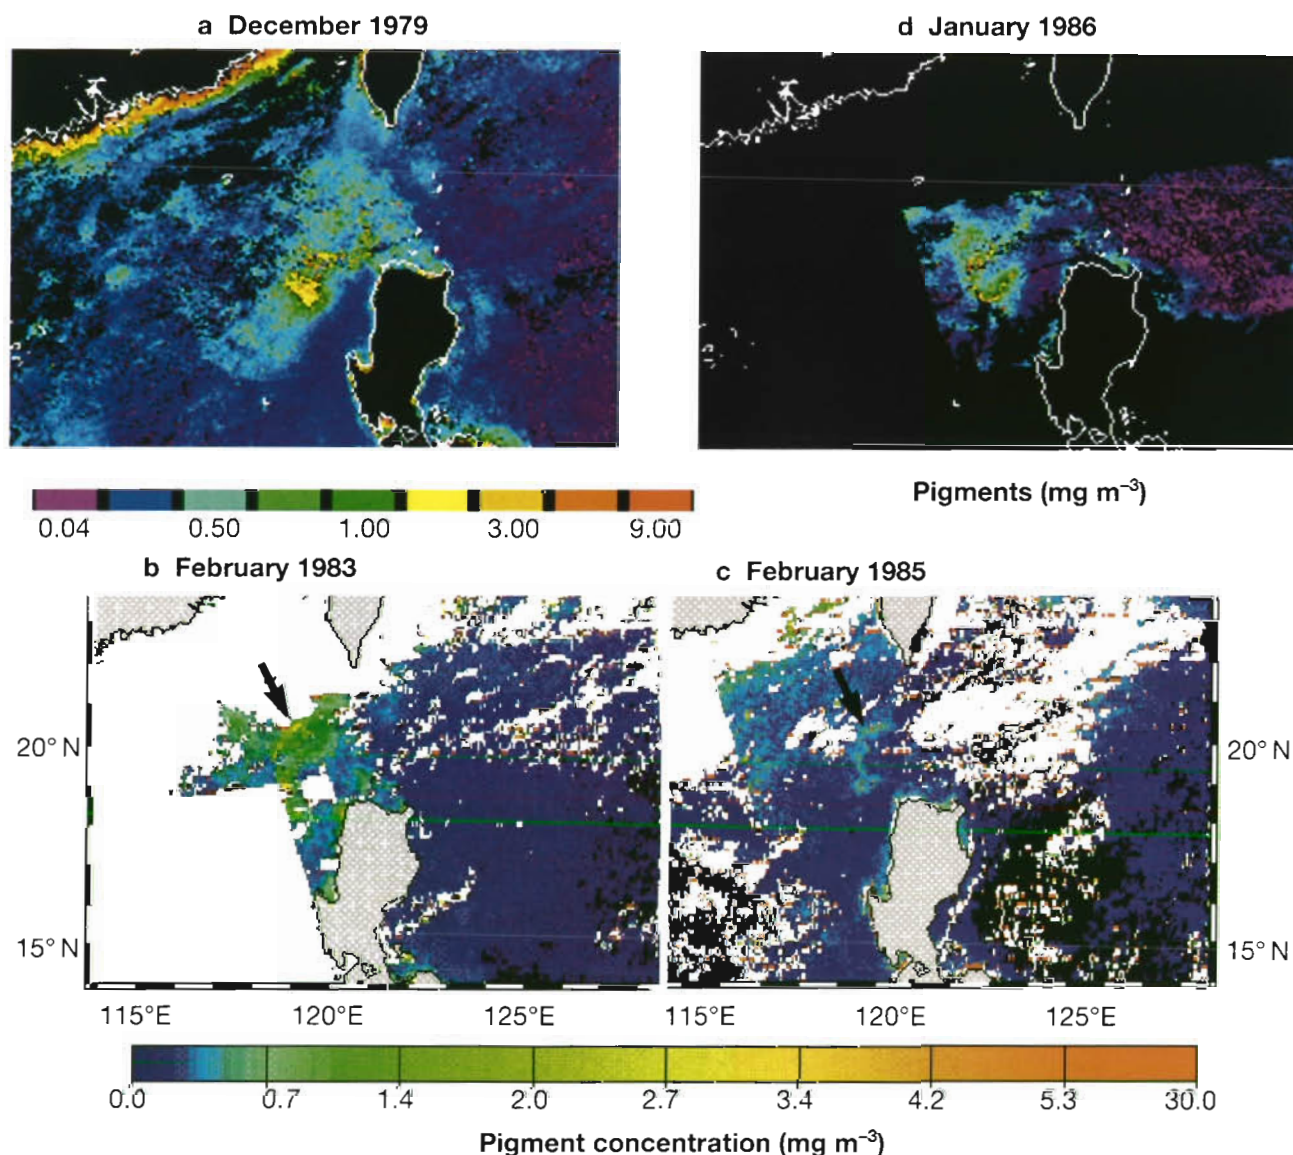 a December 1979
d January 1986
0.04 0.50 1.00 3.00 9.00
Pigments (mg m⁻³)
b February 1983
c February 1985
20° N
20° N
15° N
15° N
115°E 120°E 125°E 115°E 120°E 125°E
0.0 0.7 1.4 2.0 2.7 3.4 4.2 5.3 30.0
Pigment concentration (mg m⁻³)